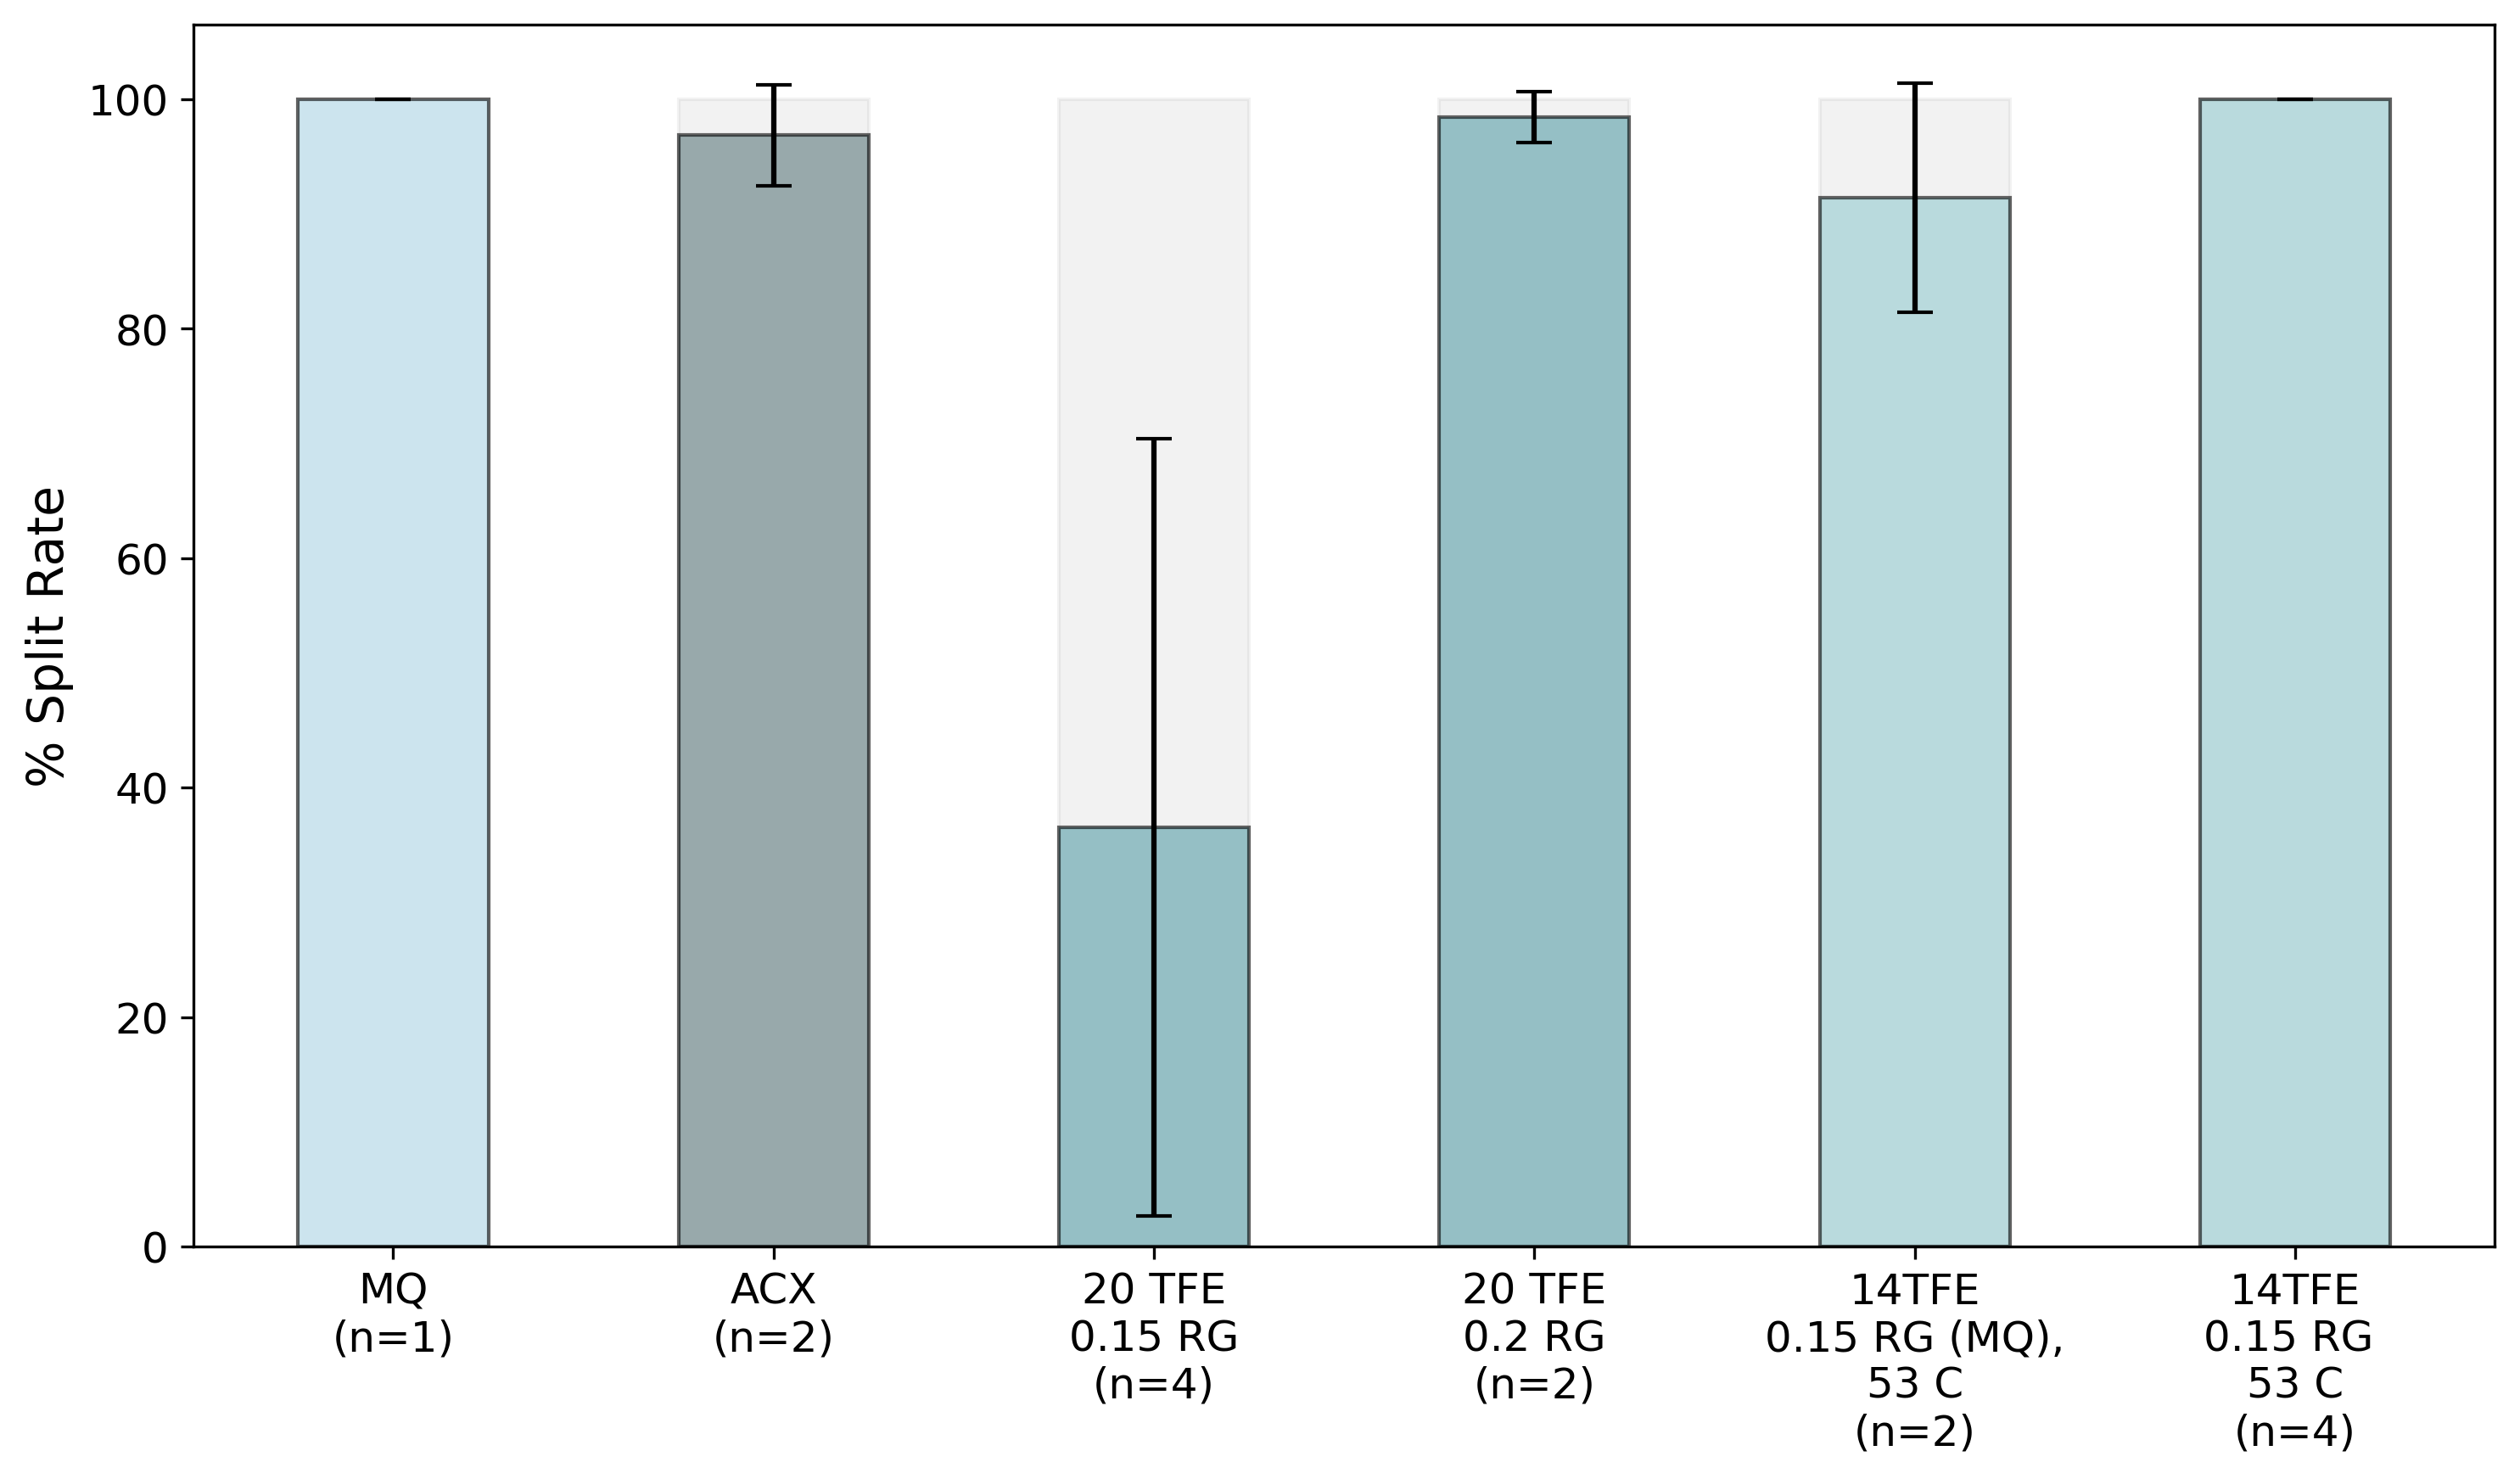 % Split Rate
100
80
60
40
20
0
MQ
(n=1)
ACX
(n=2)
20 TFE
0.15 RG
(n=4)
20 TFE
0.2 RG
(n=2)
14TFE
0.15 RG (MQ),
53 C
(n=2)
14TFE
0.15 RG
53 C
(n=4)